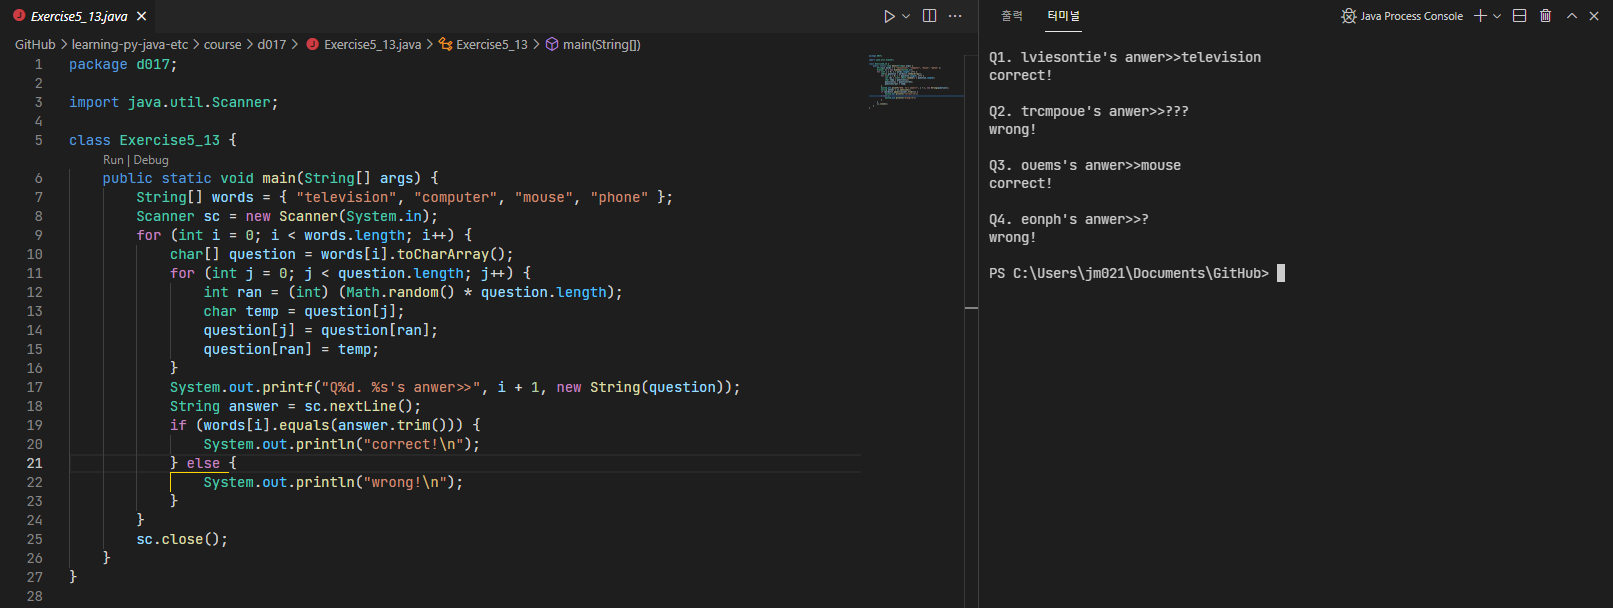 Exercise5_13.java
GitHub > learning-py-java-etc > course > d017 > Exercise5_13.java > Exercise5_13 > main(String[])
1 package d017;
2
3 import java.util.Scanner;
4
5 class Exercise5_13 {
Run | Debug
6 public static void main(String[] args) {
7 String[] words = { "television", "computer", "mouse", "phone" };
8 Scanner sc = new Scanner(System.in);
9 for (int i = 0; i < words.length; i++) {
10 char[] question = words[i].toCharArray();
11 for (int j = 0; j < question.length; j++) {
12 int ran = (int) (Math.random() * question.length);
13 char temp = question[j];
14 question[j] = question[ran];
15 question[ran] = temp;
16 }
17 System.out.printf("Q%d. %s's anwer>>", i + 1, new String(question));
18 String answer = sc.nextLine();
19 if (words[i].equals(answer.trim())) {
20 System.out.println("correct!\n");
21 } else {
22 System.out.println("wrong!\n");
23 }
24 }
25 sc.close();
26 }
27 }
28
출력 터미널 Java Process Console
Q1. lviesontie's anwer>>television
correct!
Q2. trcmpoue's anwer>>???
wrong!
Q3. ouems's anwer>>mouse
correct!
Q4. eonph's anwer>>?
wrong!
PS C:\Users\jm021\Documents\GitHub>